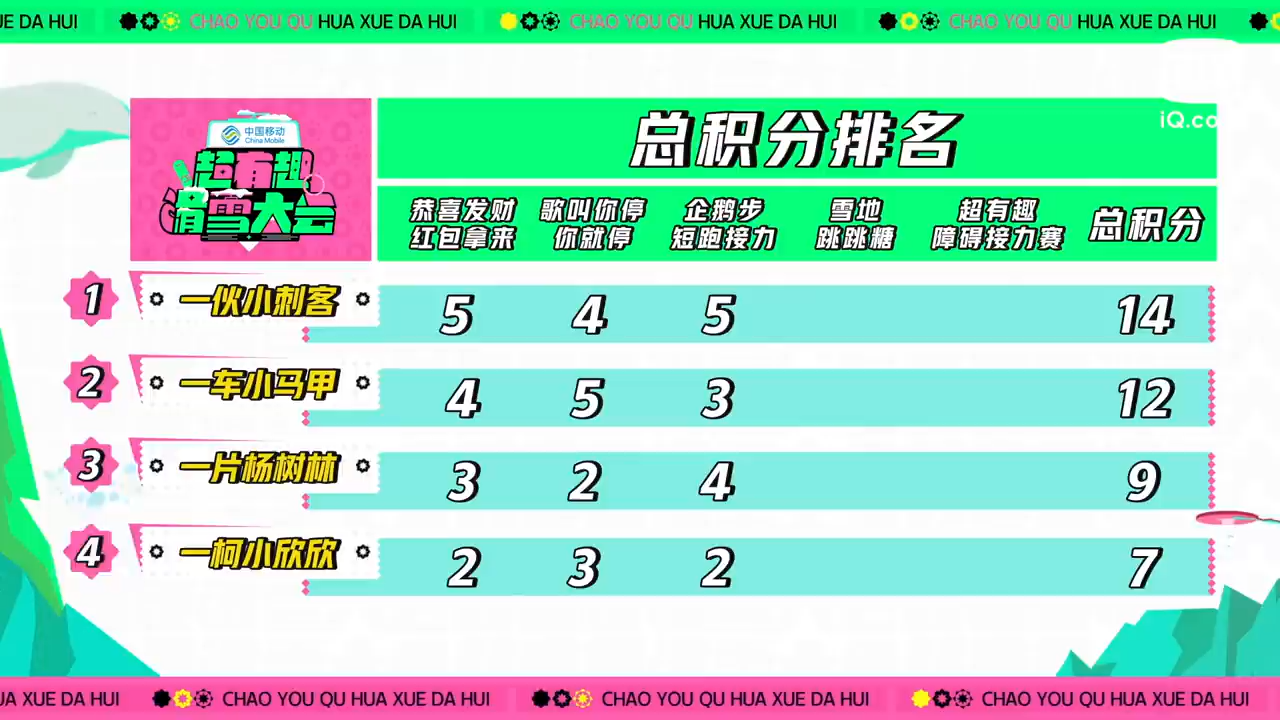 UE DA HUI CHAO YOU QU HUA XUE DA HUI CHAO YOU QU HUA XUE DA HUI CHAO YOU QU HUA XUE DA HUI
中国移动
China Mobile
超有趣
滑雪大会
iQ.co
总积分排名
恭喜发财
红包拿来
歌叫你停
你就停
企鹅步
短跑接力
雪地
跳跳糖
超有趣
障碍接力赛
总积分
1 一伙小刺客 5 4 5 14
2 一车小马甲 4 5 3 12
3 一片杨树林 3 2 4 9
4 一柯小欣欣 2 3 2 7
UA XUE DA HUI CHAO YOU QU HUA XUE DA HUI CHAO YOU QU HUA XUE DA HUI CHAO YOU QU HUA XUE DA HUI